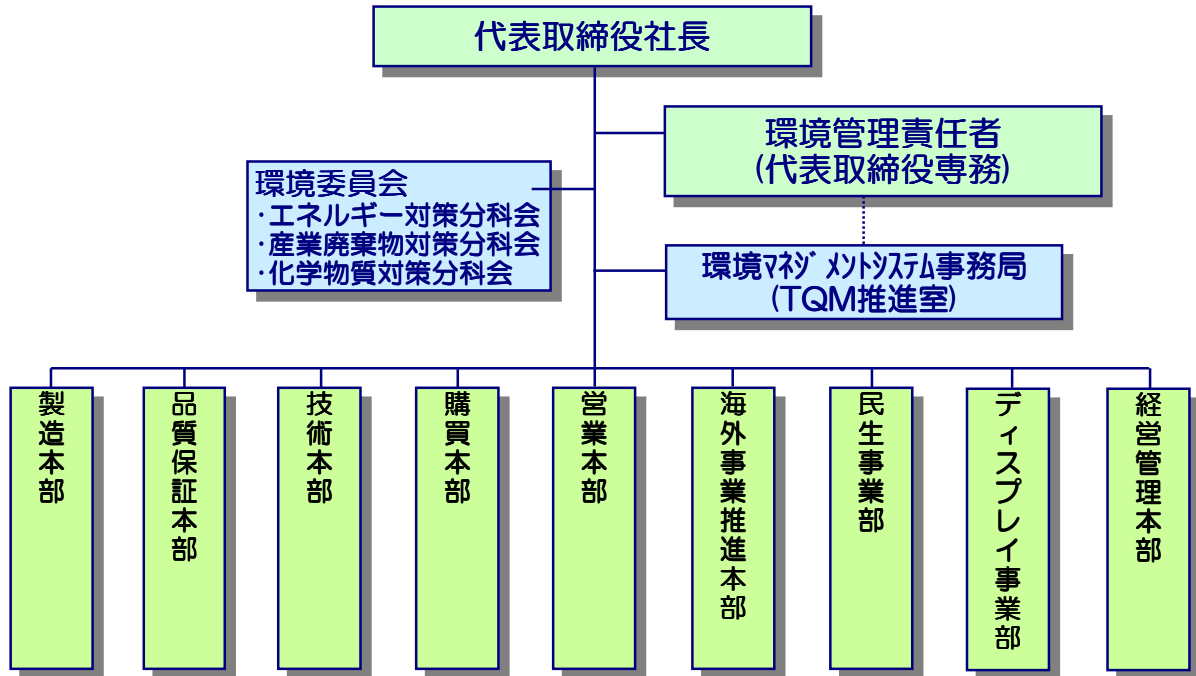 代表取締役社長
環境管理責任者
(代表取締役専務)
環境委員会
･エネルギー対策分科会
･産業廃棄物対策分科会
･化学物質対策分科会
環境ﾏﾈｼﾞﾒﾝﾄｼｽﾃﾑ事務局
(TQM推進室)
製造本部
品質保証本部
技術本部
購買本部
営業本部
海外事業推進本部
民生事業部
ディスプレイ事業部
経営管理本部